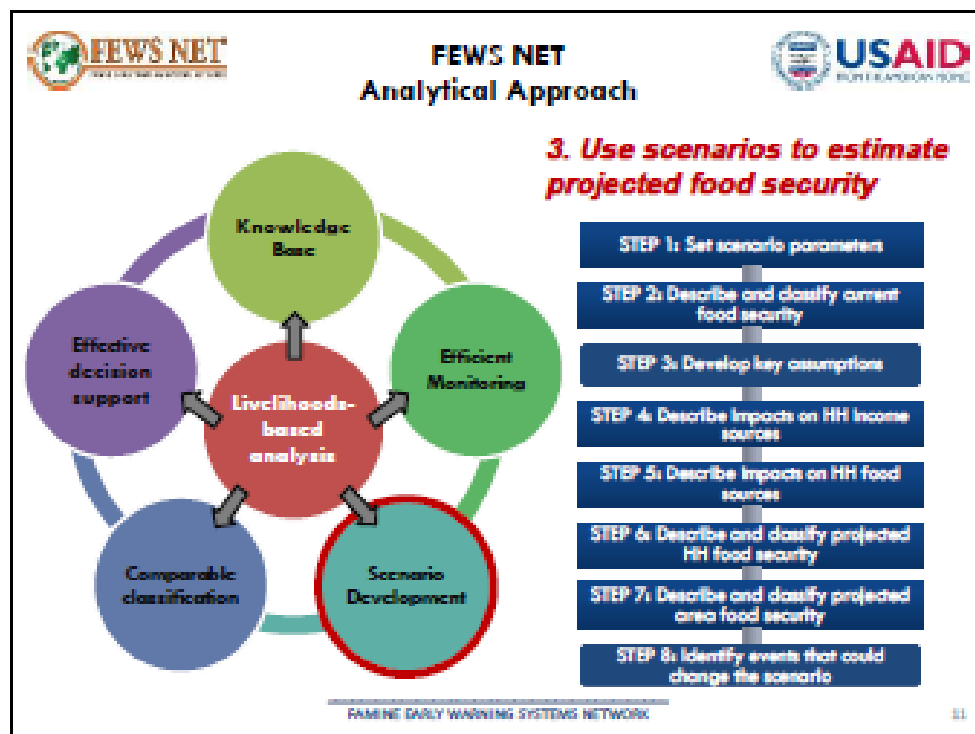 FEWS NET
FEWS NET
Analytical Approach
USAID
FROM THE AMERICAN PEOPLE
3. Use scenarios to estimate
projected food security
Knowledge
Base
Effective
decision
support
Efficient
Monitoring
Livelihoods-
based
analysis
Comparable
classification
Scenario
Development
STEP 1: Set scenario parameters
STEP 2: Describe and classify current
food security
STEP 3: Develop key assumptions
STEP 4: Describe impacts on HH income
sources
STEP 5: Describe impacts on HH food
sources
STEP 6: Describe and classify projected
HH food security
STEP 7: Describe and classify projected
area food security
STEP 8: Identify events that could
change the scenario
FAMINE EARLY WARNING SYSTEMS NETWORK
11